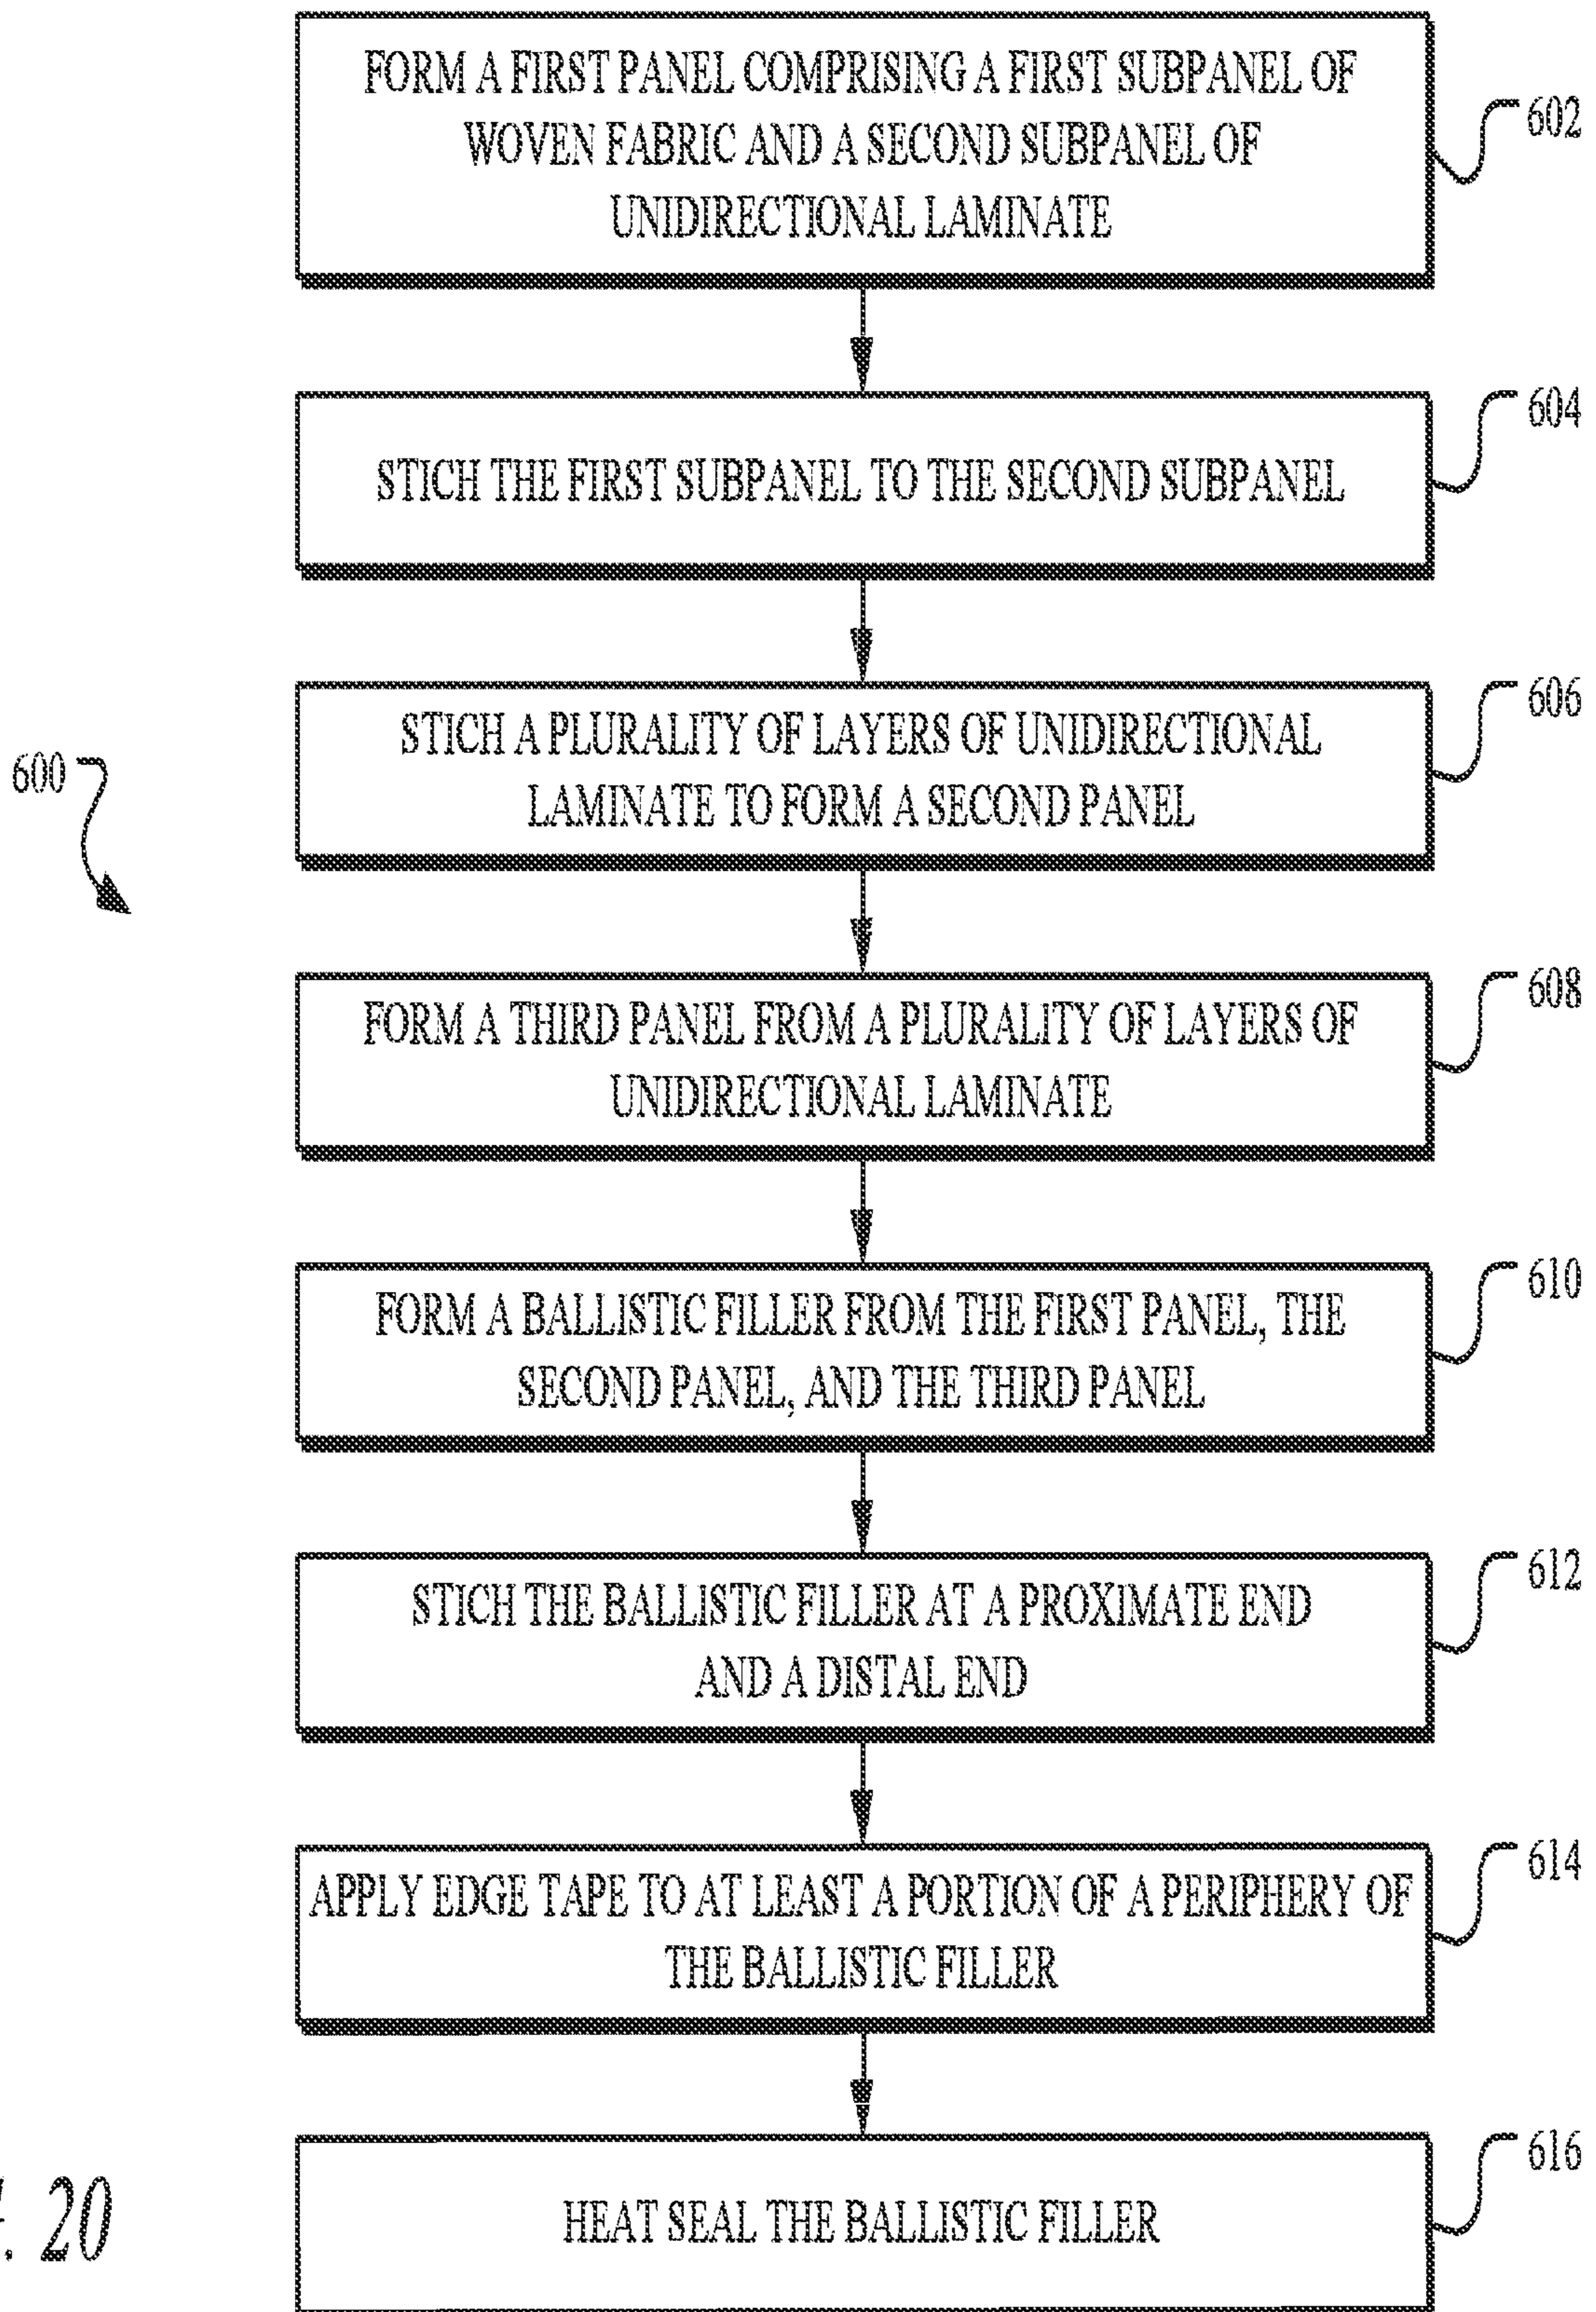 FORM A FIRST PANEL COMPRISING A FIRST SUBPANEL OF
WOVEN FABRIC AND A SECOND SUBPANEL OF
UNIDIRECTIONAL LAMINATE
602
STICH THE FIRST SUBPANEL TO THE SECOND SUBPANEL
604
STICH A PLURALITY OF LAYERS OF UNIDIRECTIONAL
LAMINATE TO FORM A SECOND PANEL
606
600
FORM A THIRD PANEL FROM A PLURALITY OF LAYERS OF
UNIDIRECTIONAL LAMINATE
608
FORM A BALLISTIC FILLER FROM THE FIRST PANEL, THE
SECOND PANEL, AND THE THIRD PANEL
610
STICH THE BALLISTIC FILLER AT A PROXIMATE END
AND A DISTAL END
612
APPLY EDGE TAPE TO AT LEAST A PORTION OF A PERIPHERY OF
THE BALLISTIC FILLER
614
HEAT SEAL THE BALLISTIC FILLER
616
20